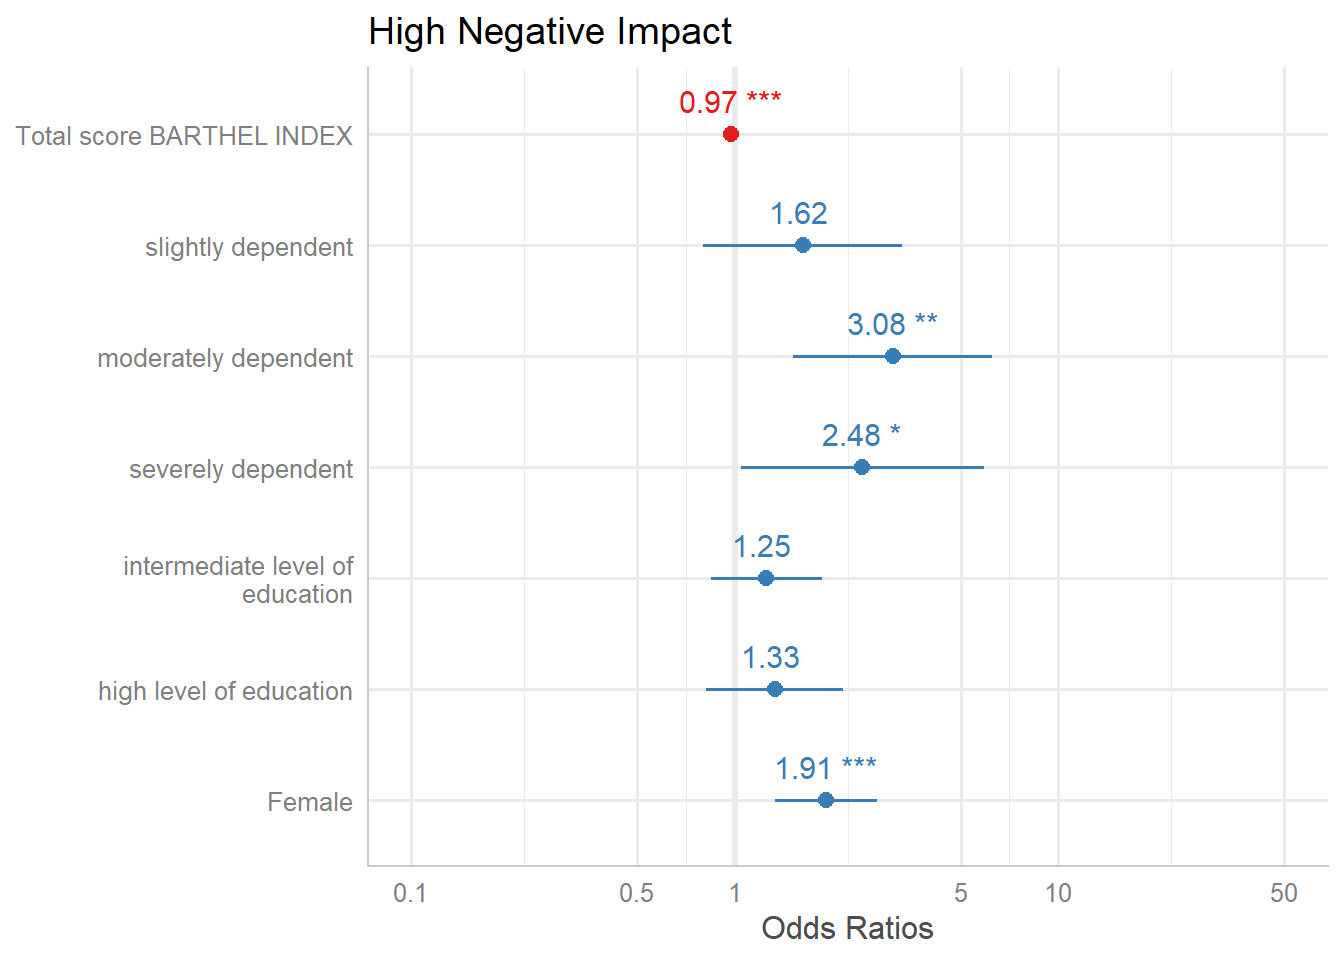 High Negative Impact
0.97 ***
Total score BARTHEL INDEX
1.62
slightly dependent
3.08 **
moderately dependent
2.48 *
severely dependent
1.25
intermediate level of
education
1.33
high level of education
1.91 ***
Female
0.1 0.5 1 5 10 50
Odds Ratios